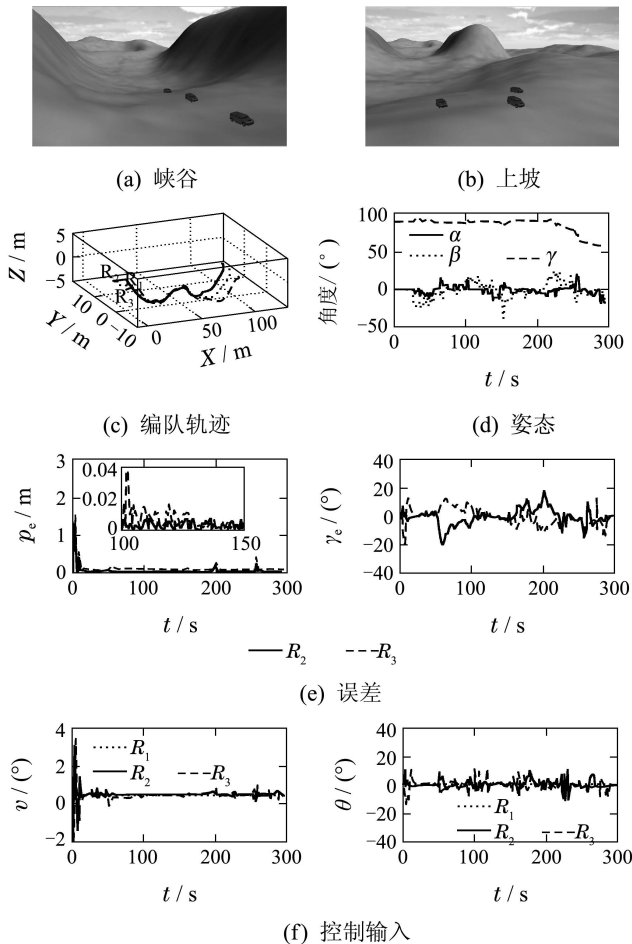 (a) 峡谷
(b) 上坡
Z / m
5
0
−5
R
R₃
10
0
−10
Y / m
0
50
100
X / m
(c) 编队轨迹
角度/ (°)
100
50
0
−50
α
β
γ
0 100 200 300
t / s
(d) 姿态
pₑ / m
3
2
1
0
0.04
0.02
0
100 150
0 100 200 300
t / s
γₑ / (°)
40
20
0
−20
−40
0 100 200 300
t / s
R₂ R₃
(e) 误差
v / (°)
4
2
0
−2
R₁
R₂ R₃
0 100 200 300
t / s
θ / (°)
40
20
0
−20
−40
R₁
R₂ R₃
0 100 200 300
t / s
(f) 控制输入